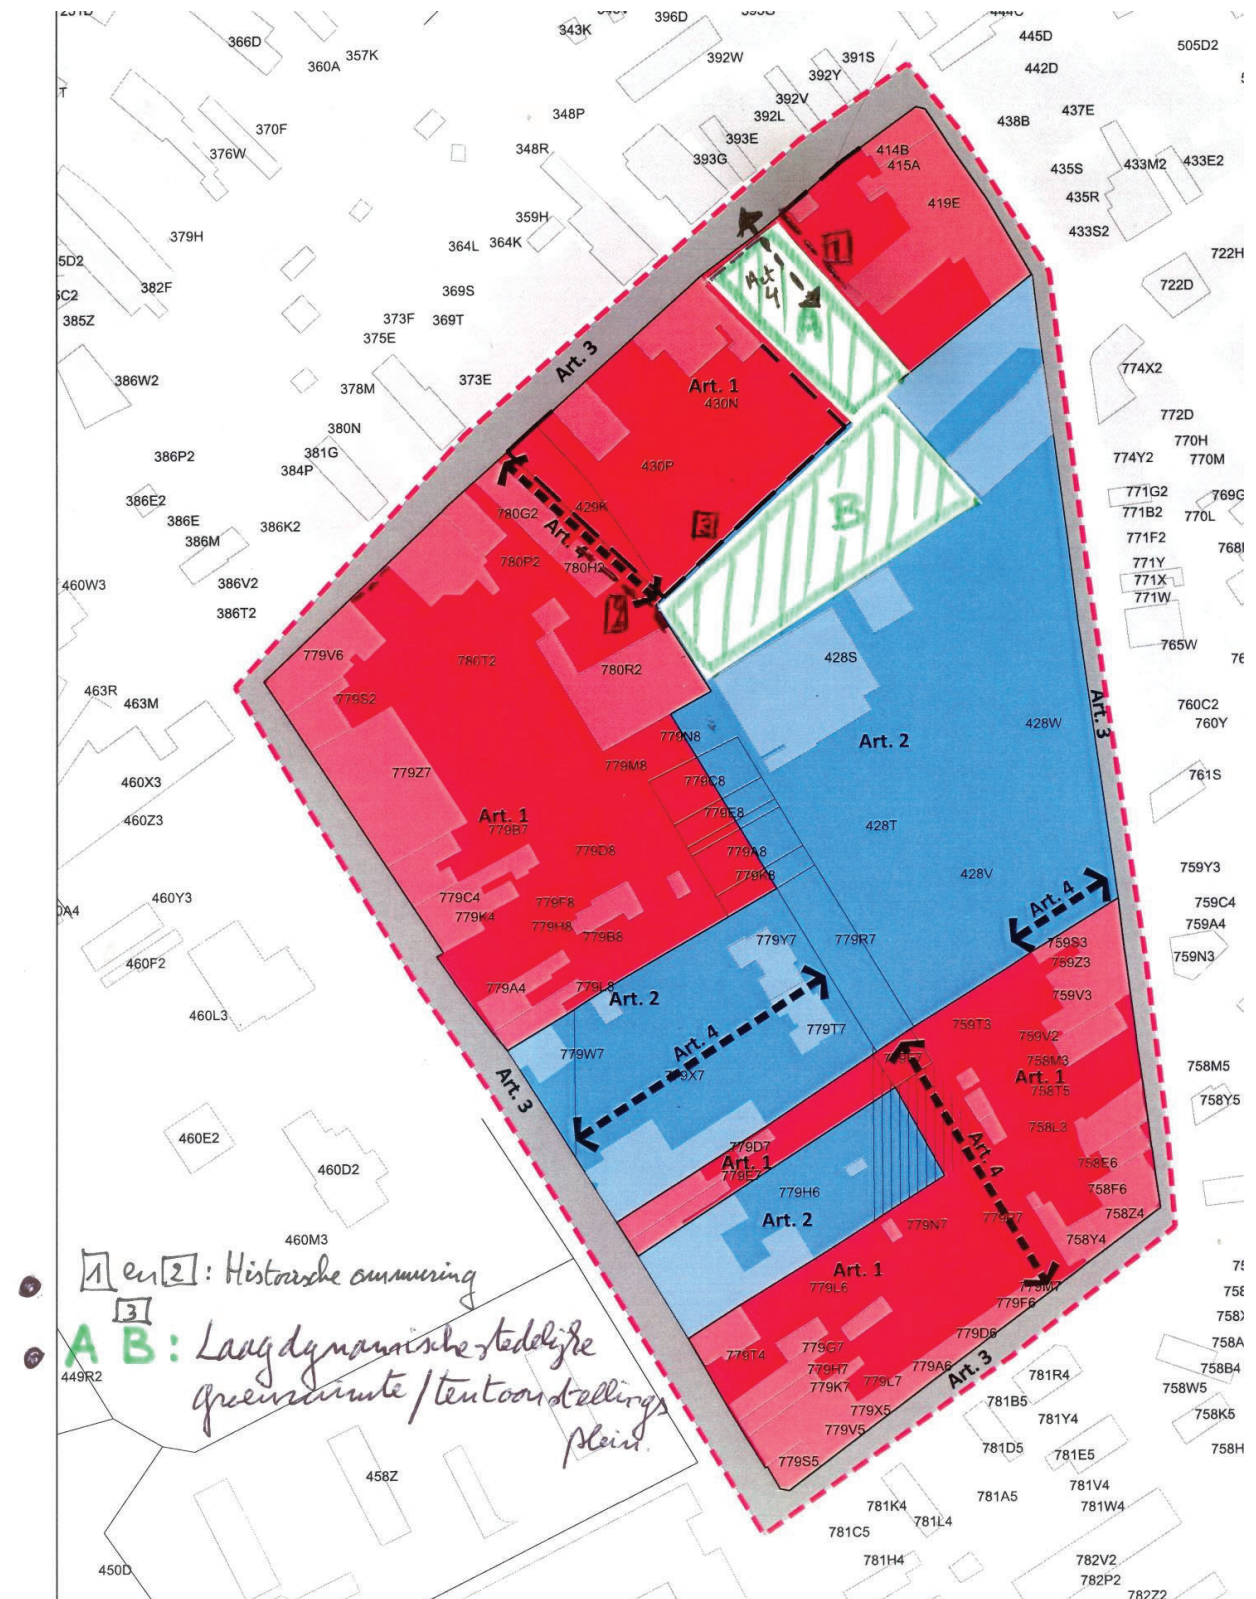 396D
343K
445D
505D2
366D
357K
360A
392W
391S
392Y
442D
392V
392L
437E
438B
348P
370F
376W
393E
393G
348R
414B
415A
435S
433M2
433E2
435R
419E
433S2
359H
364L
364K
379H
722H
5D2
382F
5C2
385Z
369S
373F
369T
375E
722D
1
Art 4
A
Art. 3
386W2
378M
373E
774X2
Art. 1
430N
772D
380N
381G
384P
770H
774Y2
770M
386P2
430P
386E2
386E
386K2
386M
429K
780G2
Art. 4
3
B
771G2
771B2
769G
770L
771F2
460W3
386V2
386T2
780P2
780H2
771Y
771X
771W
2
765W
779V6
780T2
780R2
428S
463R
463M
779S2
760C2
760Y
Art. 3
779N8
Art. 2
428W
779Z7
779M8
779C8
460X3
761S
460Z3
Art. 1
779B7
779E8
428T
779D8
779A8
779K8
428V
759Y3
0A4
460Y3
779C4
779K4
779F8
779H8
779B8
Art. 4
759C4
759A4
460F2
779Y7
779R7
759S3
759Z3
759N3
779A4
779L8
Art. 2
759V3
460L3
779W7
Art. 4
779T7
759T3
759V2
758M3
Art. 1
758T5
758M5
758Y5
Art. 3
758L3
460E2
460D2
779D7
Art. 1
779E7
Art. 4
758E6
758F6
779H6
758Z4
Art. 2
779N7
758Y4
460M3
1 en 2 : Historische ommuring
3
Art. 1
779L6
779M7
779F6
A B : Laagdynamische stedelijke
groenruimte / tentoonstellings
plein.
449R2
779D6
779T4
779G7
779H7
779K7
779L7
779A6
Art. 3
758B4
781R4
758W5
781B5
779X5
779V5
781Y4
758K5
779S5
781D5
781E5
458Z
781V4
781A5
781K4
781W4
781L4
781C5
450D
781H4
782V2
782P2
782Z2